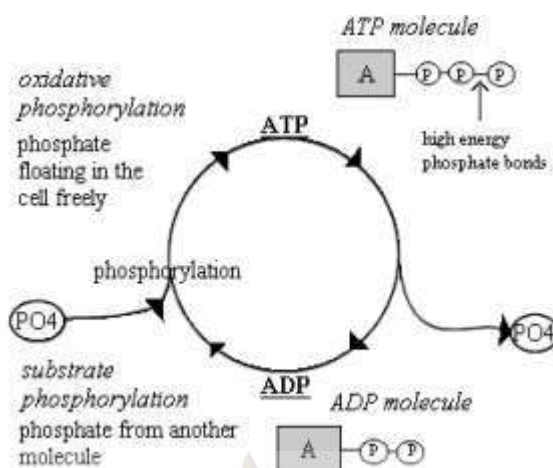 ATP molecule
A
P
P
P
high energy
phosphate bonds
oxidative
phosphorylation
phosphate
floating in the
cell freely
ATP
phosphorylation
PO4
PO4
substrate
phosphorylation
phosphate from another
molecule
ADP
ADP molecule
A
P
P